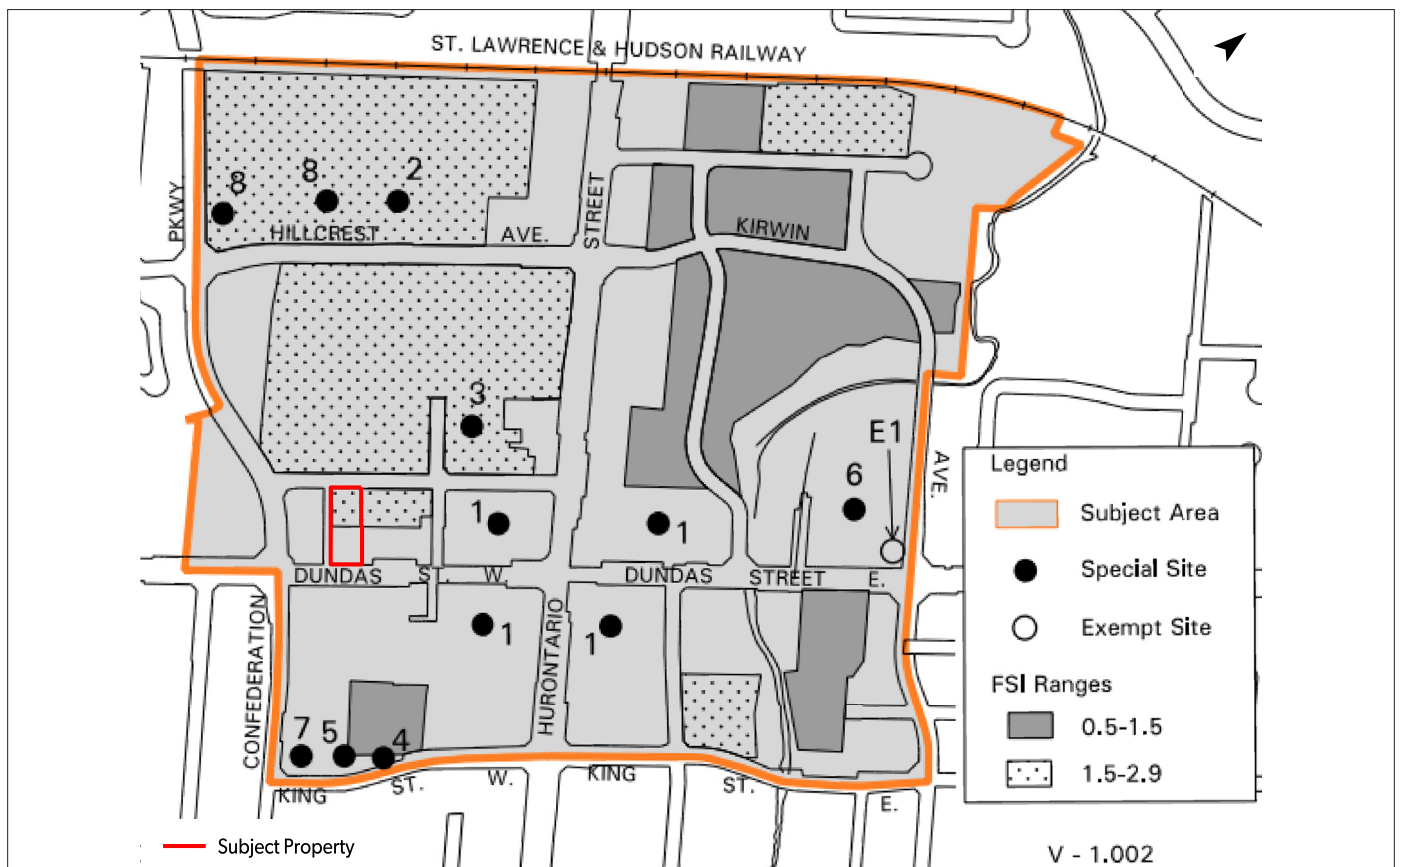 ST. LAWRENCE & HUDSON RAILWAY
PKWY
8
8
2
HILLCREST
AVE.
STREET
KIRWIN
3
E1
6
AVE.
1
1
DUNDAS
ST.
W.
DUNDAS
STREET
E.
CONFEDERATION
1
HURONTARIO
1
7
5
4
KING
ST.
W.
KING
ST.
E.
Legend
Subject Area
Special Site
Exempt Site
FSI Ranges
0.5-1.5
1.5-2.9
Subject Property
V - 1.002